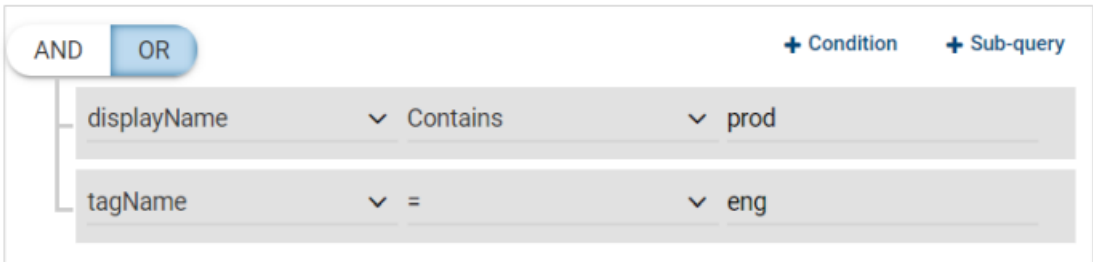 AND OR + Condition + Sub-query
displayName Contains prod
tagName = eng